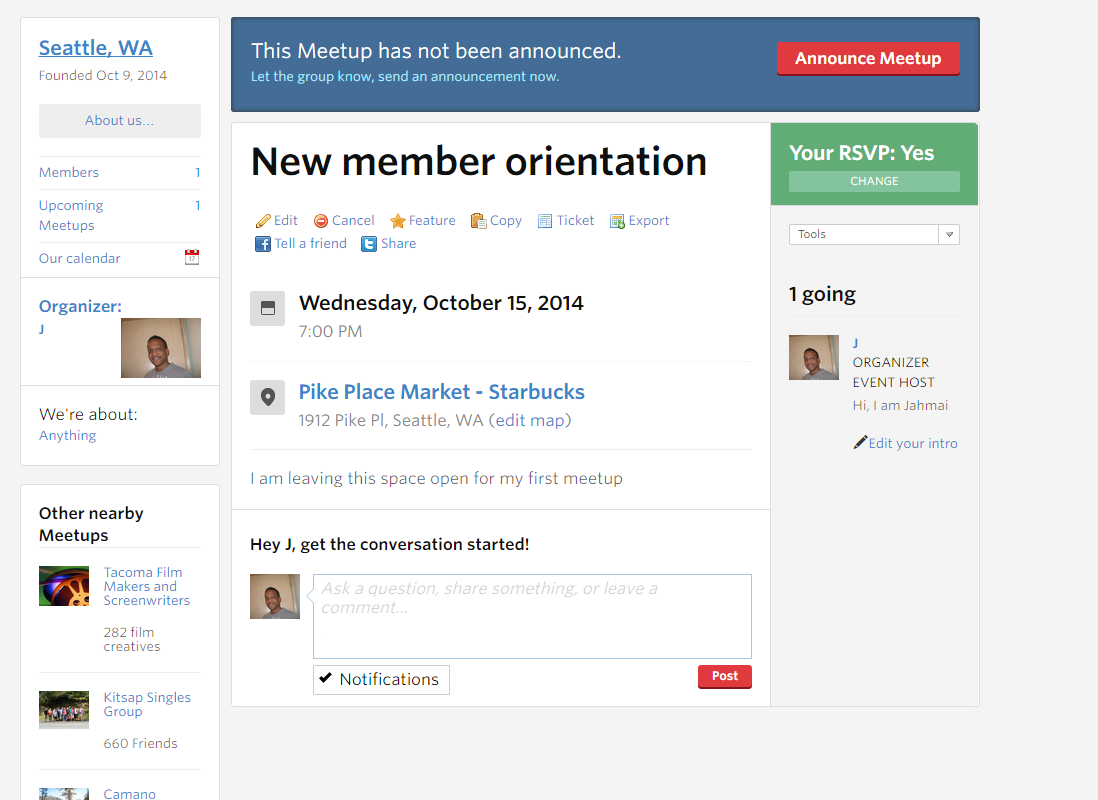 Seattle, WA
Founded Oct 9, 2014
About us...
Members 1
Upcoming Meetups 1
Our calendar
Organizer:
J
We're about:
Anything
Other nearby
Meetups
Tacoma Film
Makers and
Screenwriters
282 film
creatives
Kitsap Singles
Group
660 Friends
Camano
This Meetup has not been announced.
Let the group know, send an announcement now.
Announce Meetup
New member orientation
Edit Cancel Feature Copy Ticket Export
Tell a friend Share
Wednesday, October 15, 2014
7:00 PM
Pike Place Market - Starbucks
1912 Pike Pl, Seattle, WA (edit map)
I am leaving this space open for my first meetup
Hey J, get the conversation started!
Ask a question, share something, or leave a
comment...
Notifications
Post
Your RSVP: Yes
CHANGE
Tools
1 going
J
ORGANIZER
EVENT HOST
Hi, I am Jahmai
Edit your intro